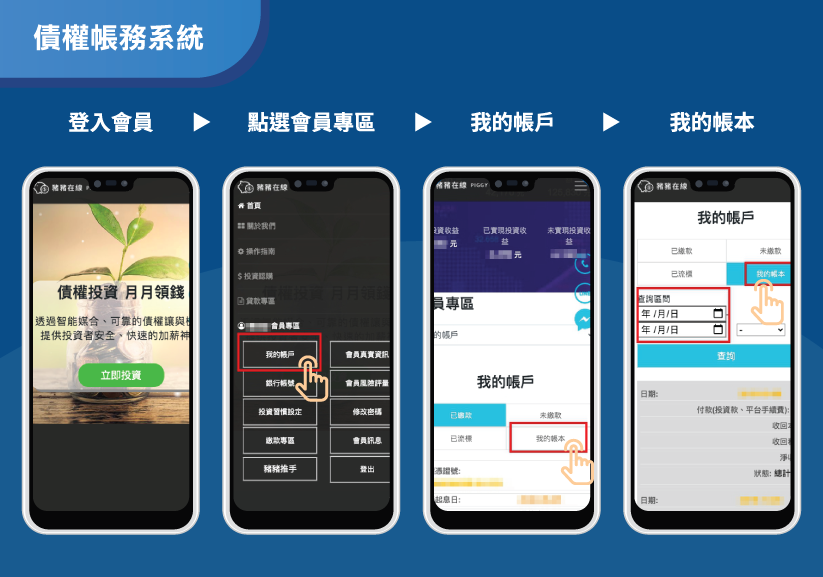 債權帳務系統
登入會員 ▶ 點選會員專區 ▶ 我的帳戶 ▶ 我的帳本
豬豬在線
債權投資 月月領錢
透過智能媒合、可靠的債權讓與
提供投資者安全、快速的加薪神
立即投資
豬豬在線
首頁
關於我們
操作指南
$ 投資認購
貸款專區
會員專區
我的帳戶 會員真實資訊
銀行帳號 會員風險評量
投資習慣設定 修改密碼
繳款專區 會員訊息
豬豬推手 登出
豬豬在線 PIGGY
投資收益 已實現投資收益 未實現投資收益
元 元
員專區
的帳戶
我的帳戶
已繳款 未繳款
已流標 我的帳本
憑證號:
起息日:
豬豬在線
我的帳戶
已繳款 未繳款
已流標 我的帳本
查詢區間
年 /月/日
年 /月/日
-
查詢
日期:
付款(投資款、平台手續費):
收回
收回
淨
狀態: 總計
日期: